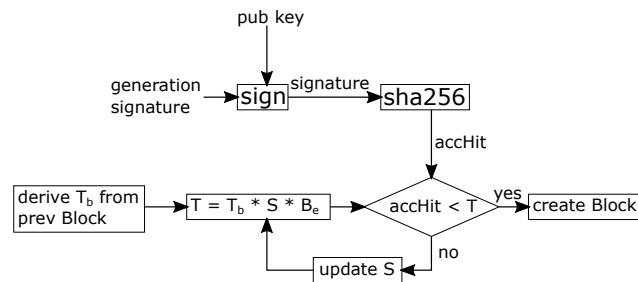 pub key
generation
signature
sign
signature
sha256
accHit
derive T_b from
prev Block
T = T_b * S * B_e
accHit < T
yes
create Block
no
update S